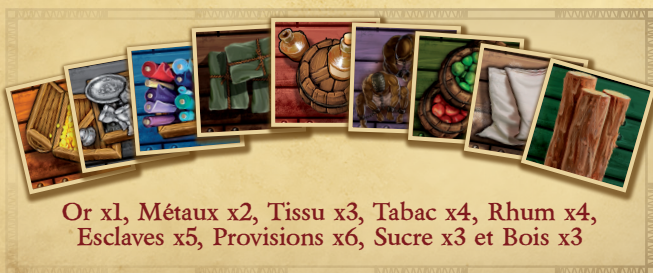 Or x1, Métaux x2, Tissu x3, Tabac x4, Rhum x4,
Esclaves x5, Provisions x6, Sucre x3 et Bois x3